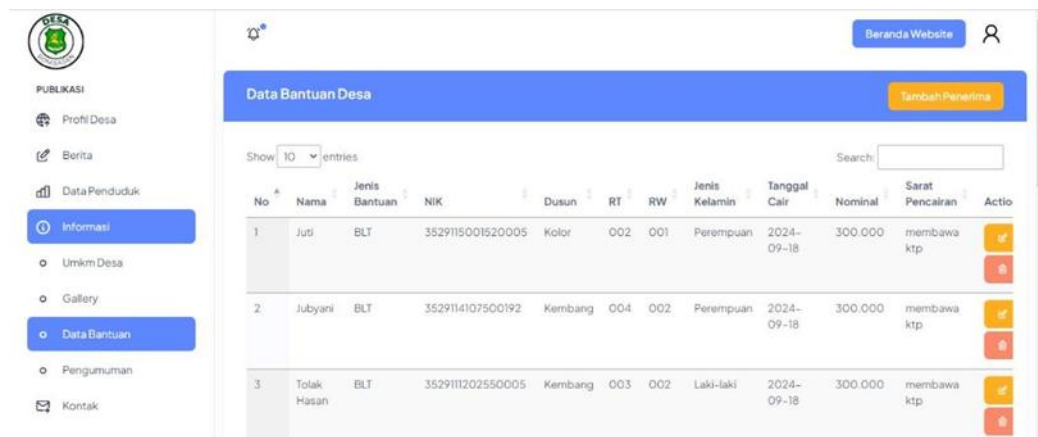 DESA
Beranda Website
PUBLIKASI
Profil Desa
Berita
Data Penduduk
Informasi
Umkm Desa
Gallery
Data Bantuan
Pengumuman
Kontak
Data Bantuan Desa
Tambah Penerima
Show 10 entries
Search:
No Nama Jenis Bantuan NIK Dusun RT RW Jenis Kelamin Tanggal Cair Nominal Sarat Pencairan Actio
1 Juti BLT 3529115001520005 Kolor 002 001 Perempuan 2024-09-18 300.000 membawa ktp
2 Jubyani BLT 3529114107500192 Kembang 004 002 Perempuan 2024-09-18 300.000 membawa ktp
3 Tolak Hasan BLT 3529111202550005 Kembang 003 002 Laki-laki 2024-09-18 300.000 membawa ktp